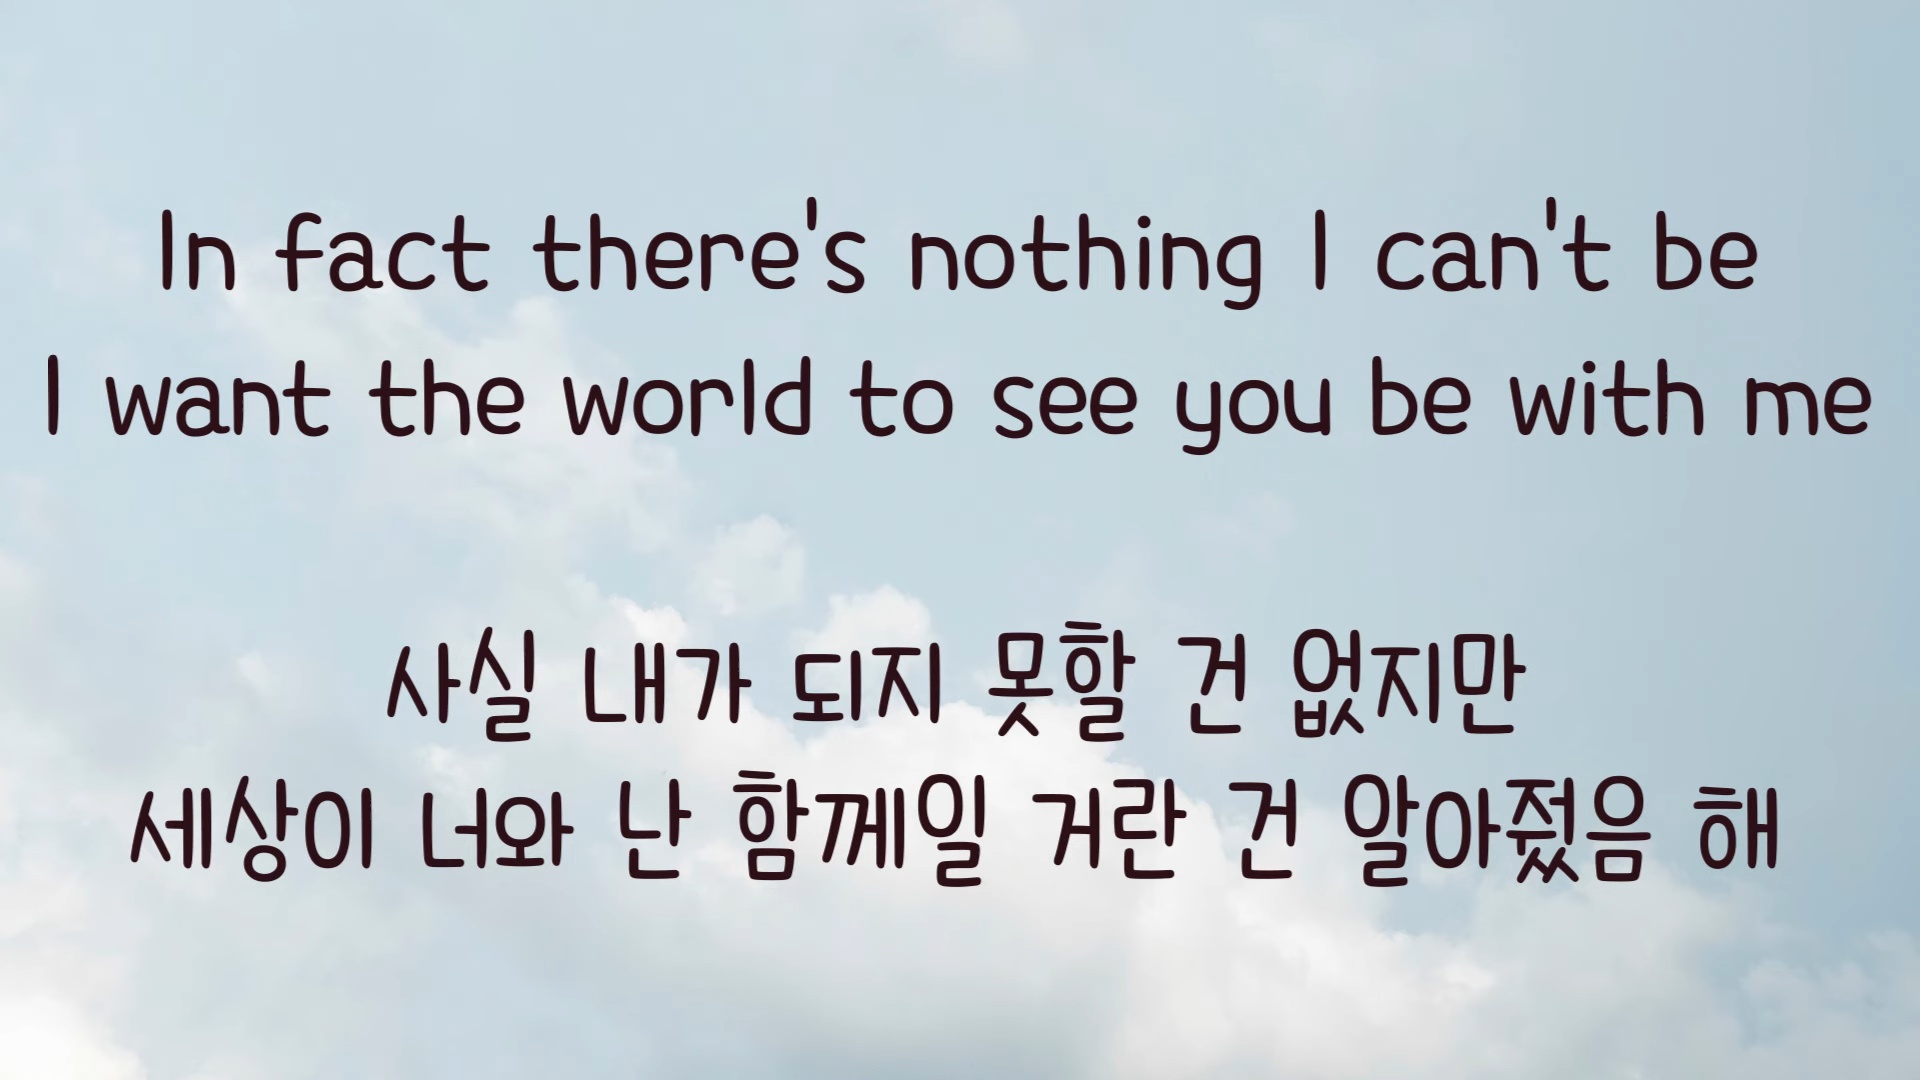 In fact there's nothing I can't be
I want the world to see you be with me
사실 내가 되지 못할 건 없지만
세상이 너와 난 함께일 거란 건 알아줬음 해